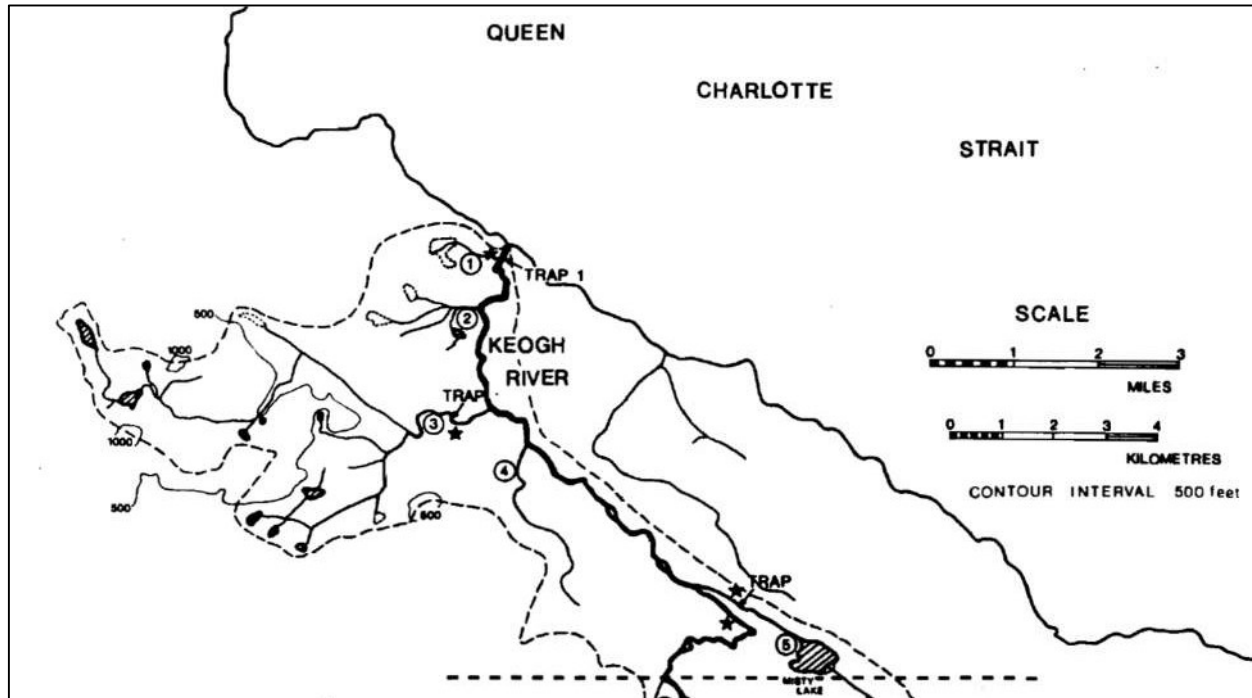 QUEEN
CHARLOTTE
STRAIT
1
TRAP 1
2
500
1000
KEOGH
RIVER
SCALE
0 1 2 3
MILES
TRAP
3
0 1 2 3 4
KILOMETRES
1000
4
CONTOUR INTERVAL 500 feet
500
500
TRAP
5
MISTY
LAKE